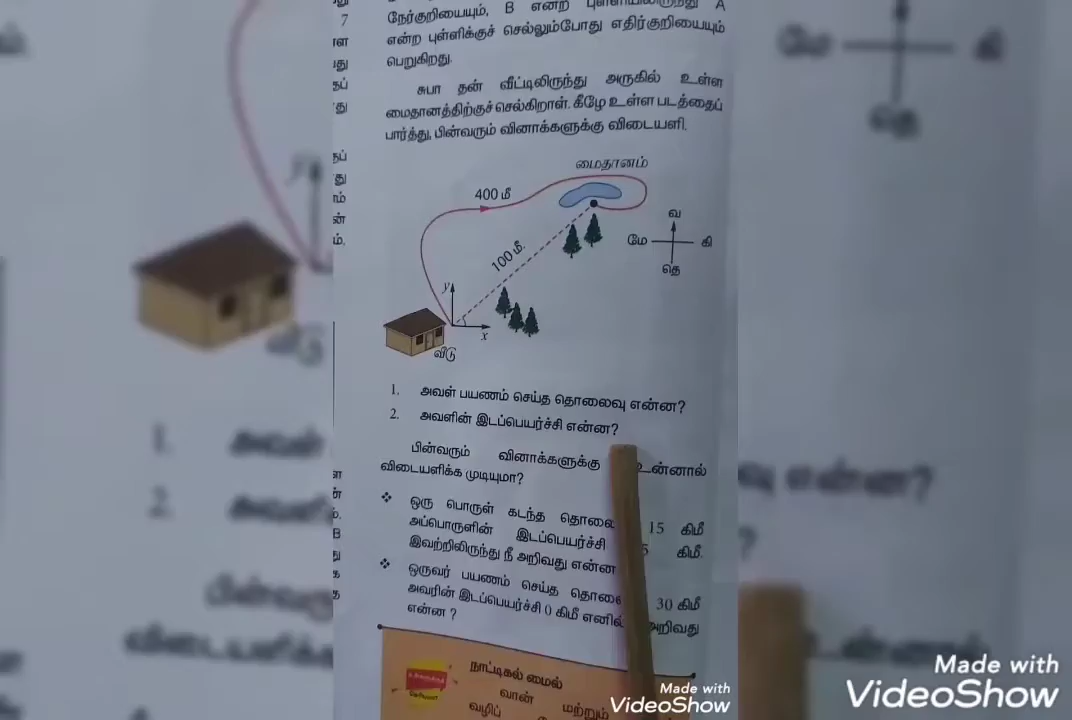 நேர்குறியையும், B என்ற புள்ளியிலிருந்து A
என்ற புள்ளிக்குச் செல்லும்போது எதிர்குறியையும்
பெறுகிறது.
சுபா தன் வீட்டிலிருந்து அருகில் உள்ள
மைதானத்திற்குச் செல்கிறாள். கீழே உள்ள படத்தைப்
பார்த்து, பின்வரும் வினாக்களுக்கு விடையளி.
மைதானம்
400 மீ
100 மீ
வ
மே கி
தெ
y
x
வீடு
1. அவள் பயணம் செய்த தொலைவு என்ன?
2. அவளின் இடப்பெயர்ச்சி என்ன?
பின்வரும் வினாக்களுக்கு உன்னால்
விடையளிக்க முடியுமா?
❖ ஒரு பொருள் கடந்த 15 கிமீ
அப்பொருளின் இடப்பெயர்ச்சி கிமீ.
இவற்றிலிருந்து நீ அறிவது என்ன
❖ ஒருவர் பயணம் செய்த 30 கிமீ
அவரின் இடப்பெயர்ச்சி 0 கிமீ எனில் அறிவது
என்ன ?
நாட்டிகல் மைல்
வான் மற்றும்
Made with
VideoShow
Made with
VideoShow